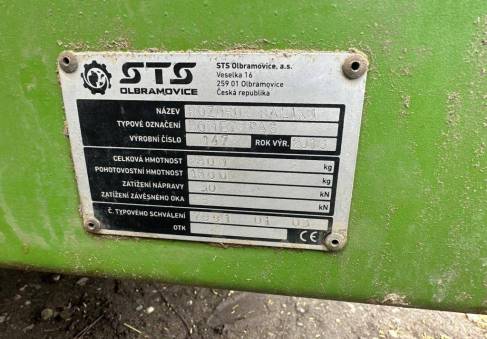 STS
OLBRAMOVICE
STS Olbramovice, a.s.
Veselka 16
259 01 Olbramovice
Česká republika
NÁZEV
TYPOVÉ OZNAČENÍ
VÝROBNÍ ČÍSLO 147 ROK VÝR.
CELKOVÁ HMOTNOST kg
POHOTOVOSTNÍ HMOTNOST kg
ZATÍŽENÍ NÁPRAVY kN
ZATÍŽENÍ ZÁVĚSNÉHO OKA kN
Č. TYPOVÉHO SCHVÁLENÍ
OTK CE